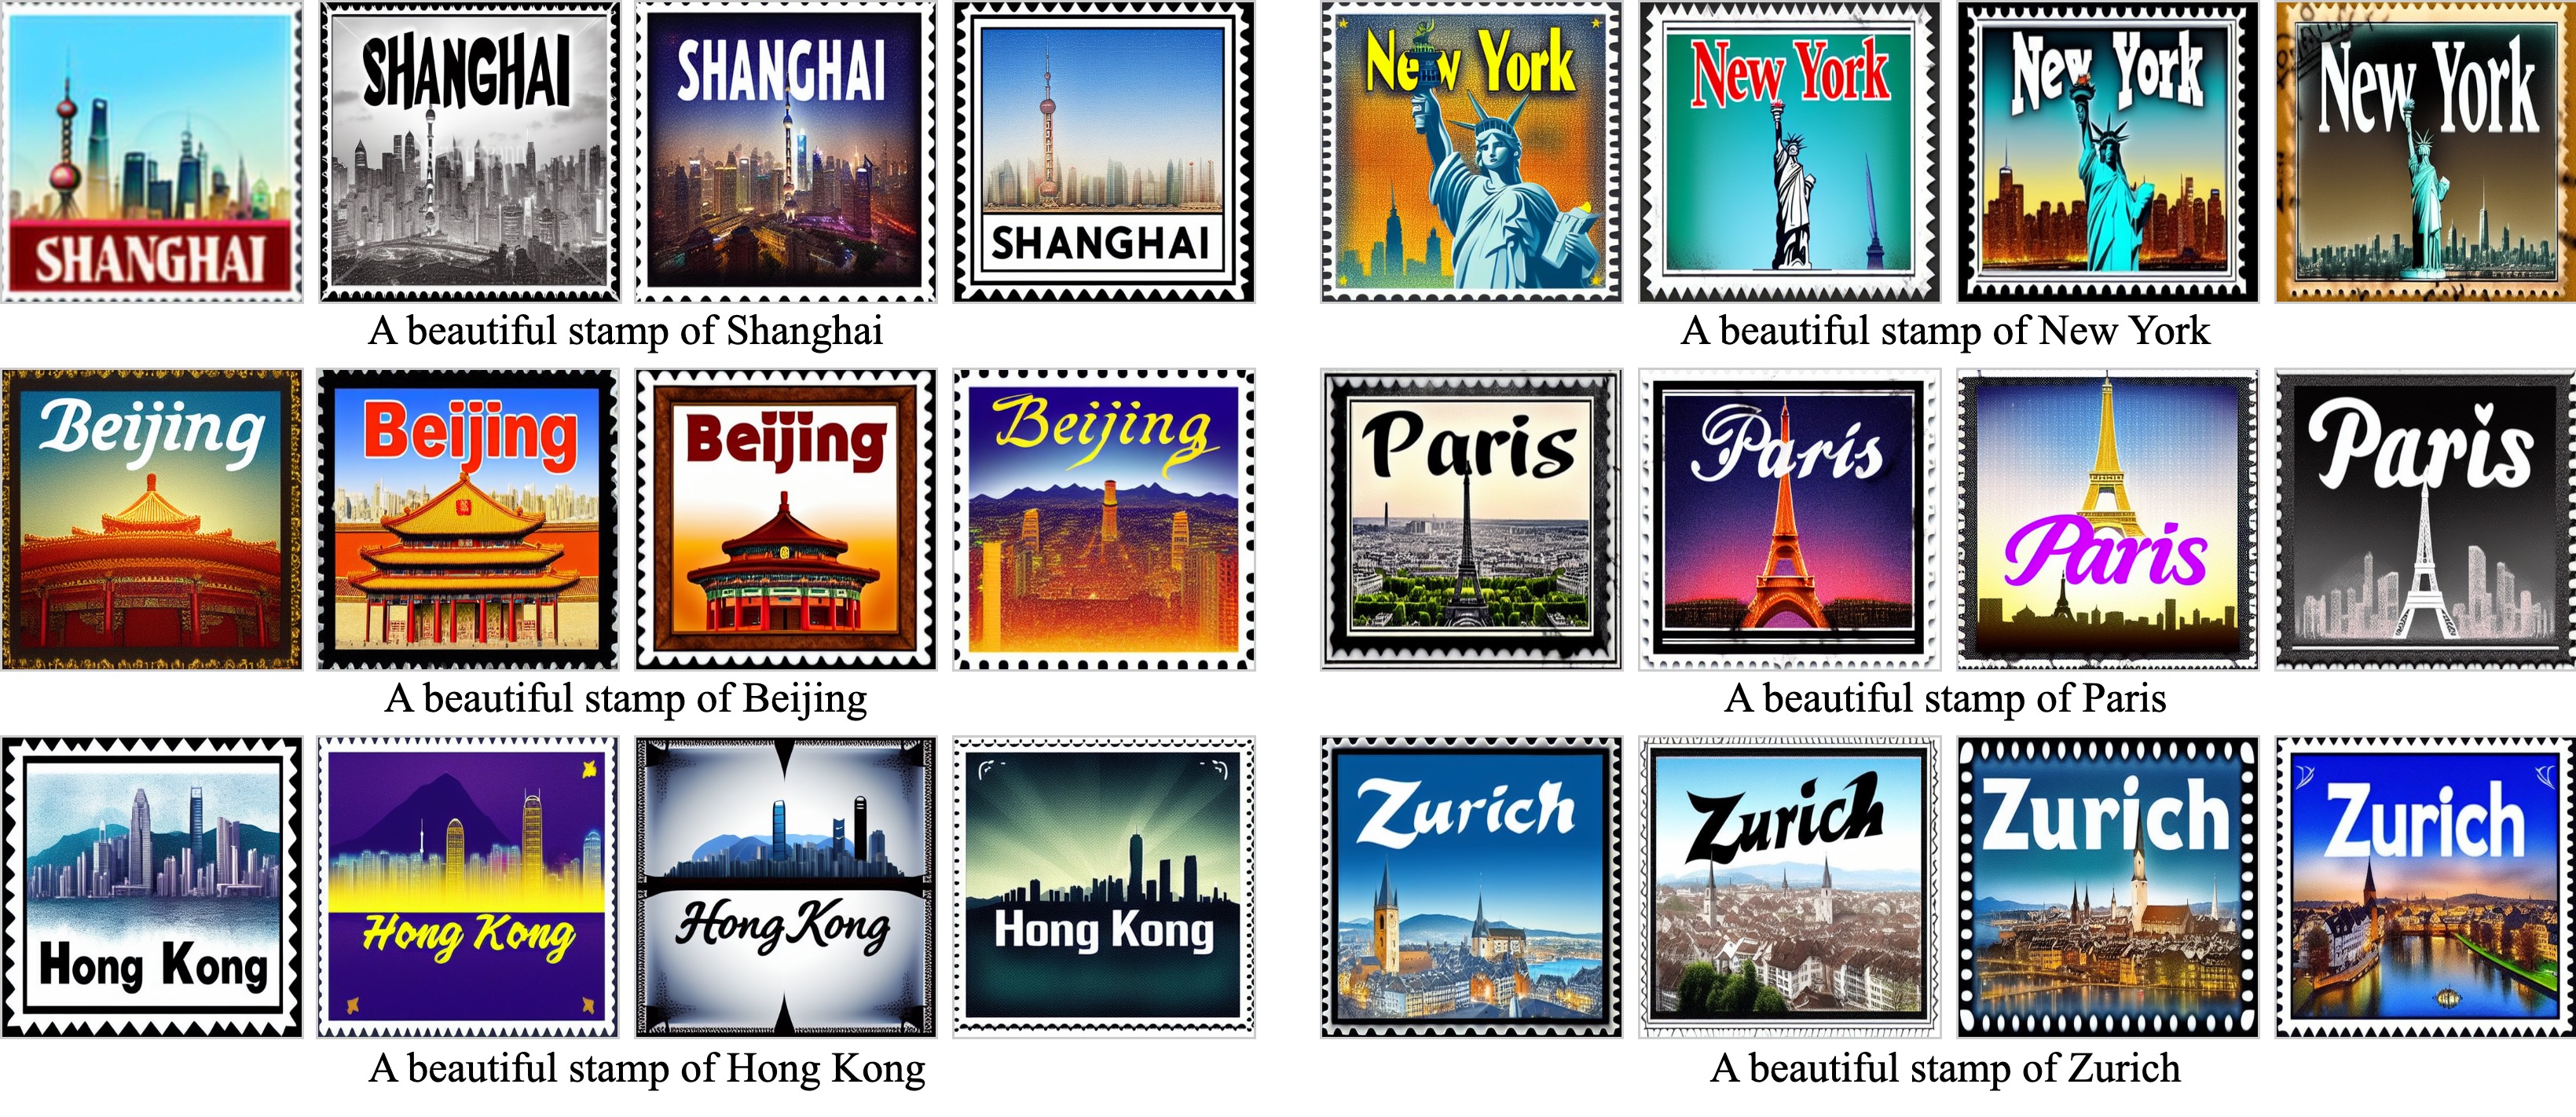 SHANGHAI
SHANGHAI
SHANGHAI
SHANGHAI
A beautiful stamp of Shanghai
New York
New York
New York
New York
A beautiful stamp of New York
Beijing
Beijing
Beijing
Beijing
A beautiful stamp of Beijing
Paris
Paris
Paris
Paris
A beautiful stamp of Paris
Hong Kong
Hong Kong
Hong Kong
Hong Kong
A beautiful stamp of Hong Kong
Zurich
Zurich
Zurich
Zurich
A beautiful stamp of Zurich